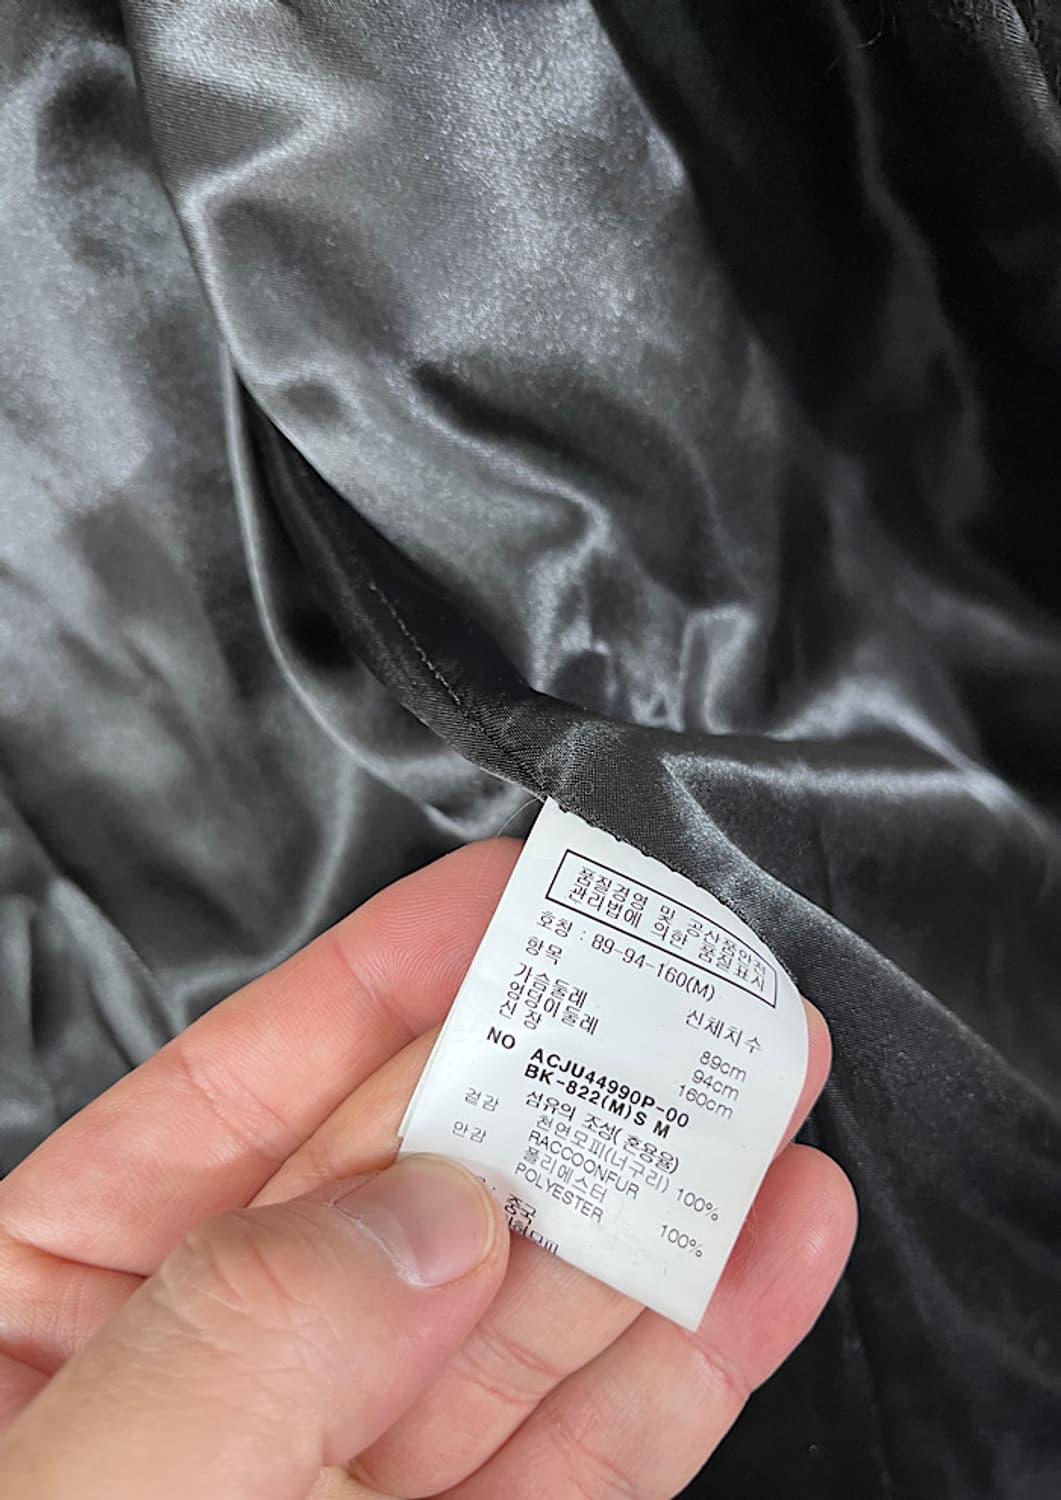 품질경영 및 공산품안전
관리법에 의한 품질표시
호칭 : 89-94-160(M)
항목 신체치수
가슴둘레 89cm
엉덩이둘레 94cm
신장 160cm
NO ACJU44990P-00
BK-822(M)S M
섬유의 조성(혼용율)
겉감 천연모피(너구리) 100%
RACCOONFUR
안감 폴리에스터
POLYESTER 100%
: 중국